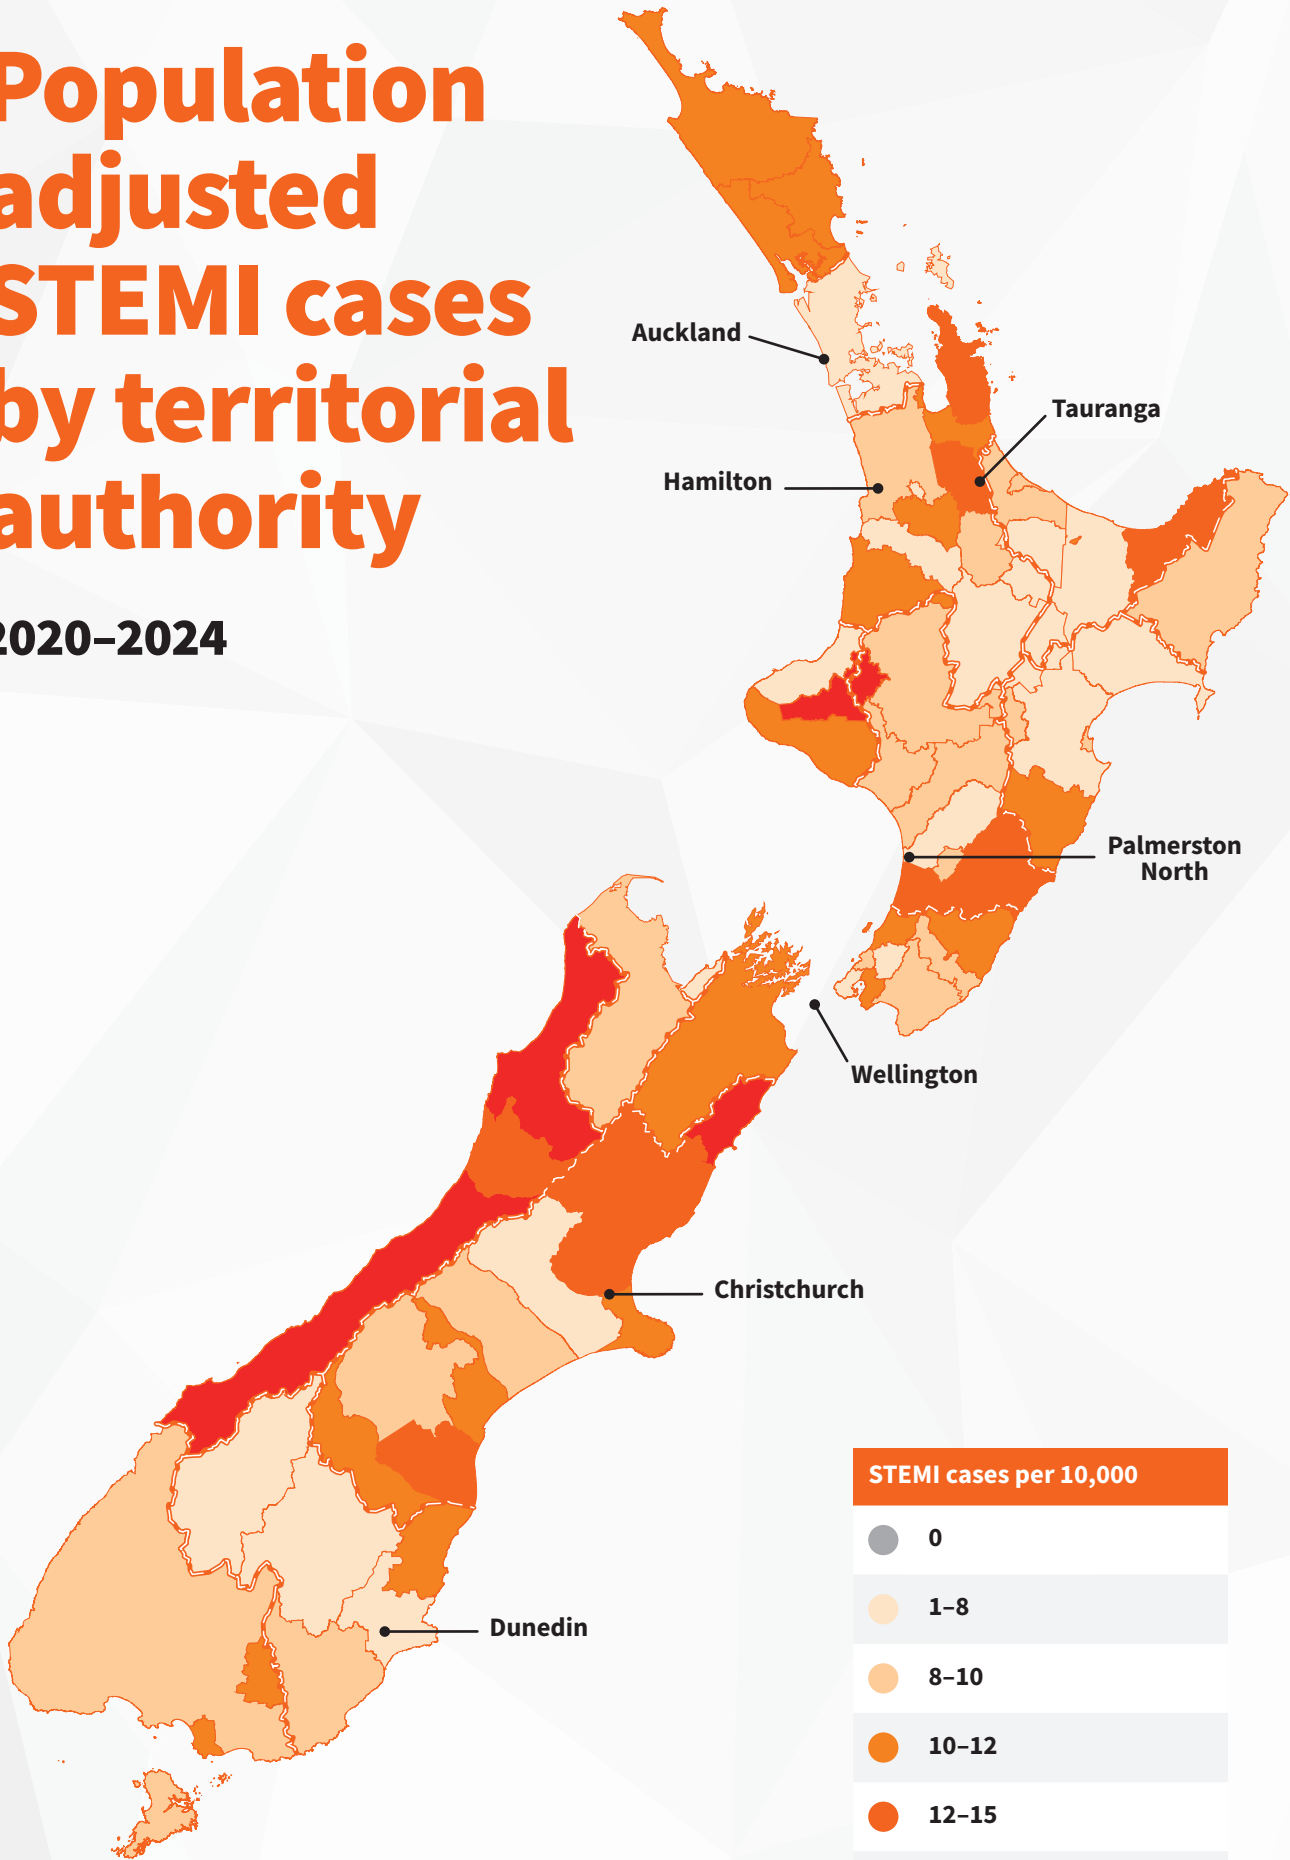 Population
adjusted
STEMI cases
by territorial
authority
2020–2024
Auckland
Tauranga
Hamilton
Palmerston
North
Wellington
Christchurch
Dunedin
STEMI cases per 10,000
0
1–8
8–10
10–12
12–15